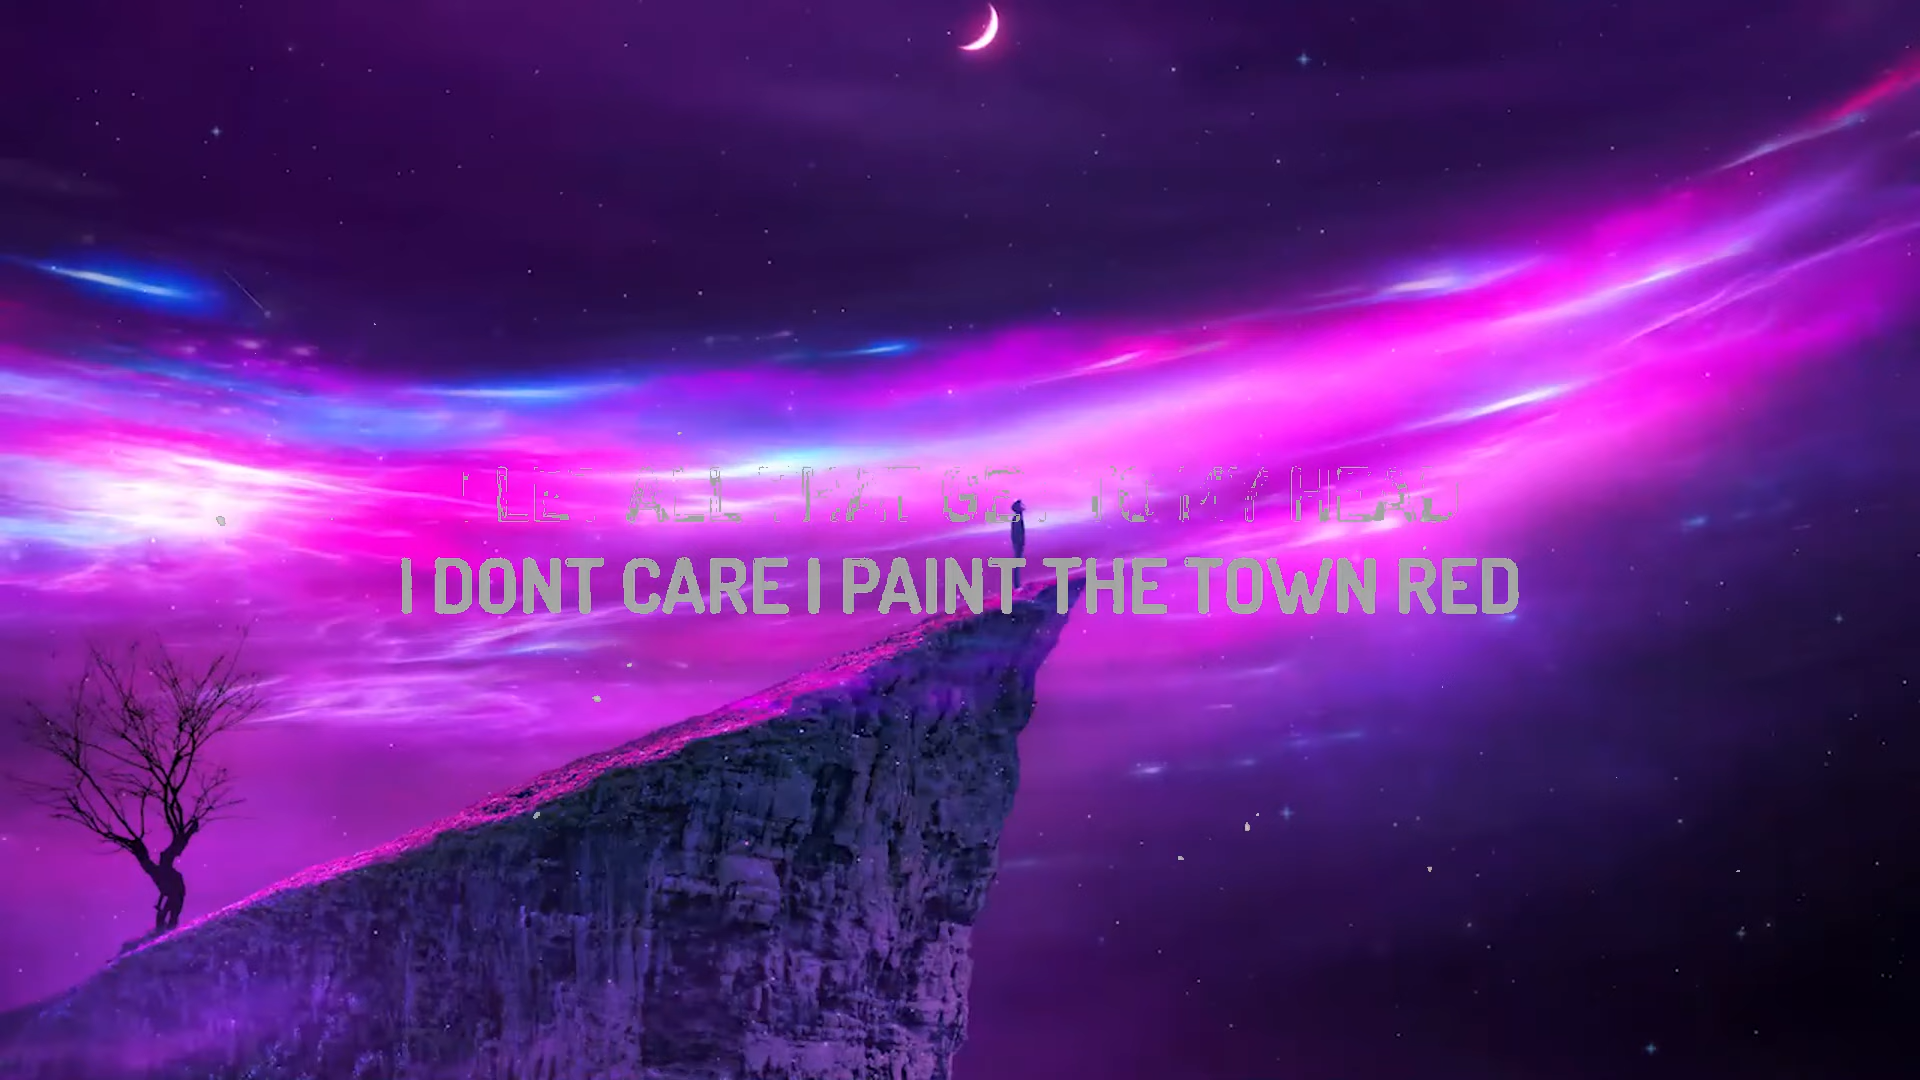 I LET ALL THAT GET TO MY HEAD
I DONT CARE I PAINT THE TOWN RED